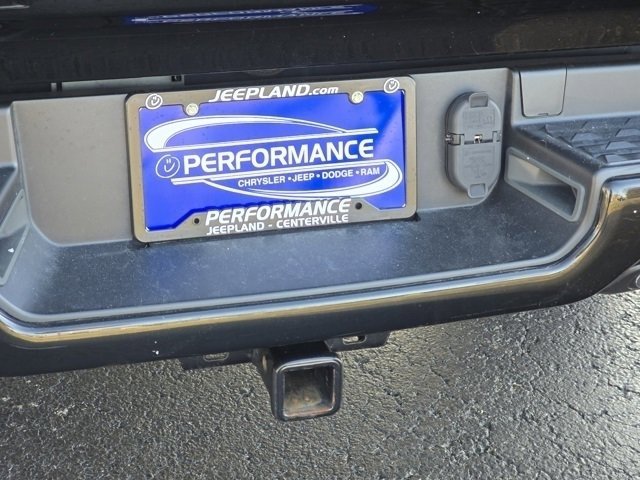 JEEPLAND.com
PERFORMANCE
CHRYSLER • JEEP • DODGE • RAM
PERFORMANCE
JEEPLAND - CENTERVILLE